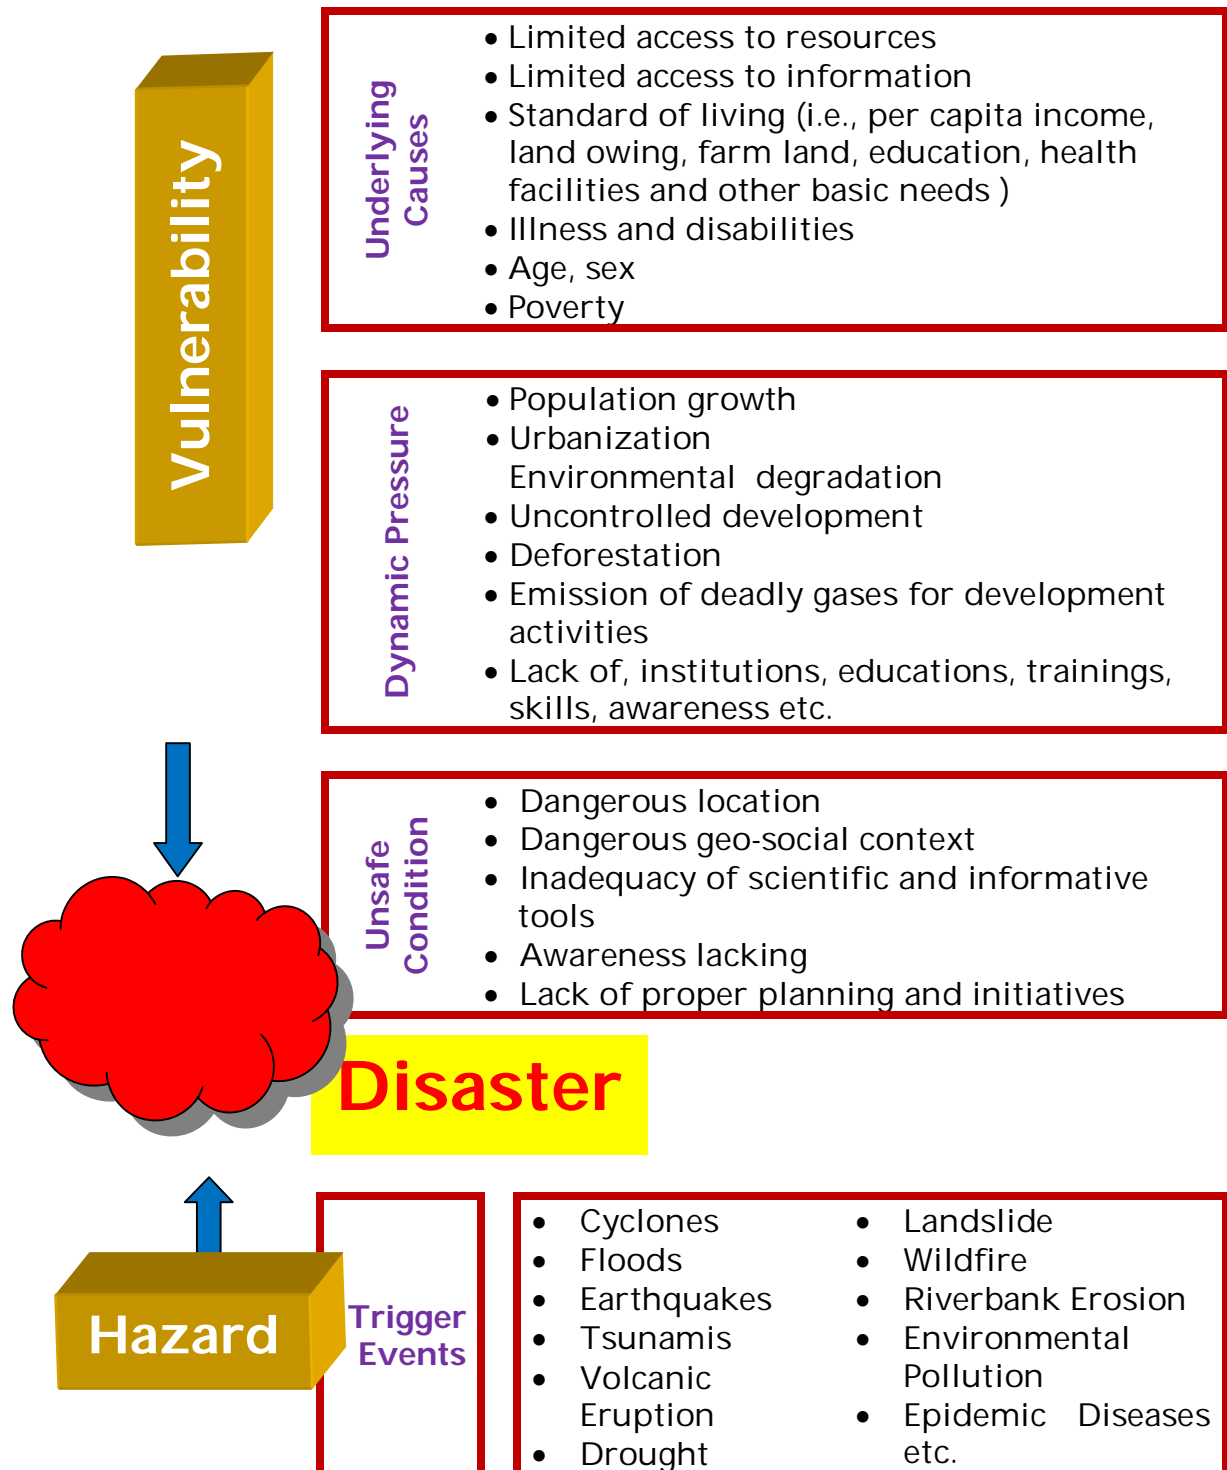 Vulnerability
Underlying
Causes
• Limited access to resources
• Limited access to information
• Standard of living (i.e., per capita income,
land owing, farm land, education, health
facilities and other basic needs )
• Illness and disabilities
• Age, sex
• Poverty
Dynamic Pressure
• Population growth
• Urbanization
Environmental degradation
• Uncontrolled development
• Deforestation
• Emission of deadly gases for development
activities
• Lack of, institutions, educations, trainings,
skills, awareness etc.
Unsafe
Condition
• Dangerous location
• Dangerous geo-social context
• Inadequacy of scientific and informative
tools
• Awareness lacking
• Lack of proper planning and initiatives
Disaster
Hazard
Trigger
Events
• Cyclones
• Floods
• Earthquakes
• Tsunamis
• Volcanic
Eruption
• Drought
• Landslide
• Wildfire
• Riverbank Erosion
• Environmental
Pollution
• Epidemic Diseases
etc.